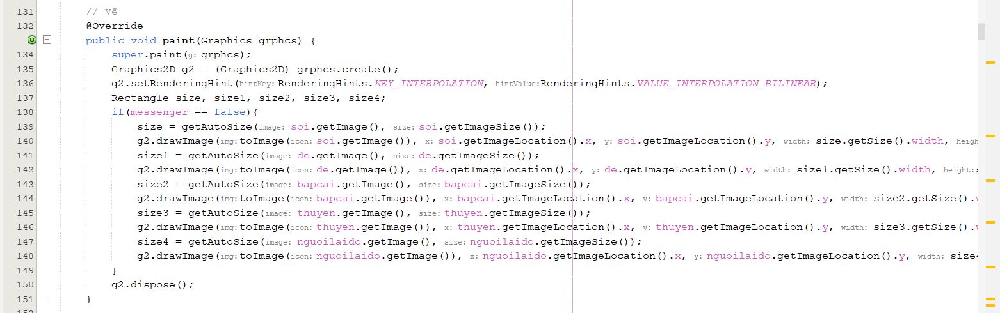 131 // Vẽ
132 @Override
public void paint(Graphics grphcs) {
134 super.paint(g: grphcs);
135 Graphics2D g2 = (Graphics2D) grphcs.create();
136 g2.setRenderingHint(hintKey: RenderingHints.KEY_INTERPOLATION, hintValue: RenderingHints.VALUE_INTERPOLATION_BILINEAR);
137 Rectangle size, size1, size2, size3, size4;
138 if(messenger == false){
139 size = getAutoSize(image: soi.getImage(), size: soi.getImageSize());
140 g2.drawImage(img: toImage(icon: soi.getImage()), x: soi.getImageLocation().x, y: soi.getImageLocation().y, width: size.getSize().width, heigh
141 size1 = getAutoSize(image: de.getImage(), size: de.getImageSize());
142 g2.drawImage(img: toImage(icon: de.getImage()), x: de.getImageLocation().x, y: de.getImageLocation().y, width: size1.getSize().width, height:
143 size2 = getAutoSize(image: bapcai.getImage(), size: bapcai.getImageSize());
144 g2.drawImage(img: toImage(icon: bapcai.getImage()), x: bapcai.getImageLocation().x, y: bapcai.getImageLocation().y, width: size2.getSize().
145 size3 = getAutoSize(image: thuyen.getImage(), size: thuyen.getImageSize());
146 g2.drawImage(img: toImage(icon: thuyen.getImage()), x: thuyen.getImageLocation().x, y: thuyen.getImageLocation().y, width: size3.getSize().
147 size4 = getAutoSize(image: nguoilaido.getImage(), size: nguoilaido.getImageSize());
148 g2.drawImage(img: toImage(icon: nguoilaido.getImage()), x: nguoilaido.getImageLocation().x, y: nguoilaido.getImageLocation().y, width: size
149 }
150 g2.dispose();
151 }